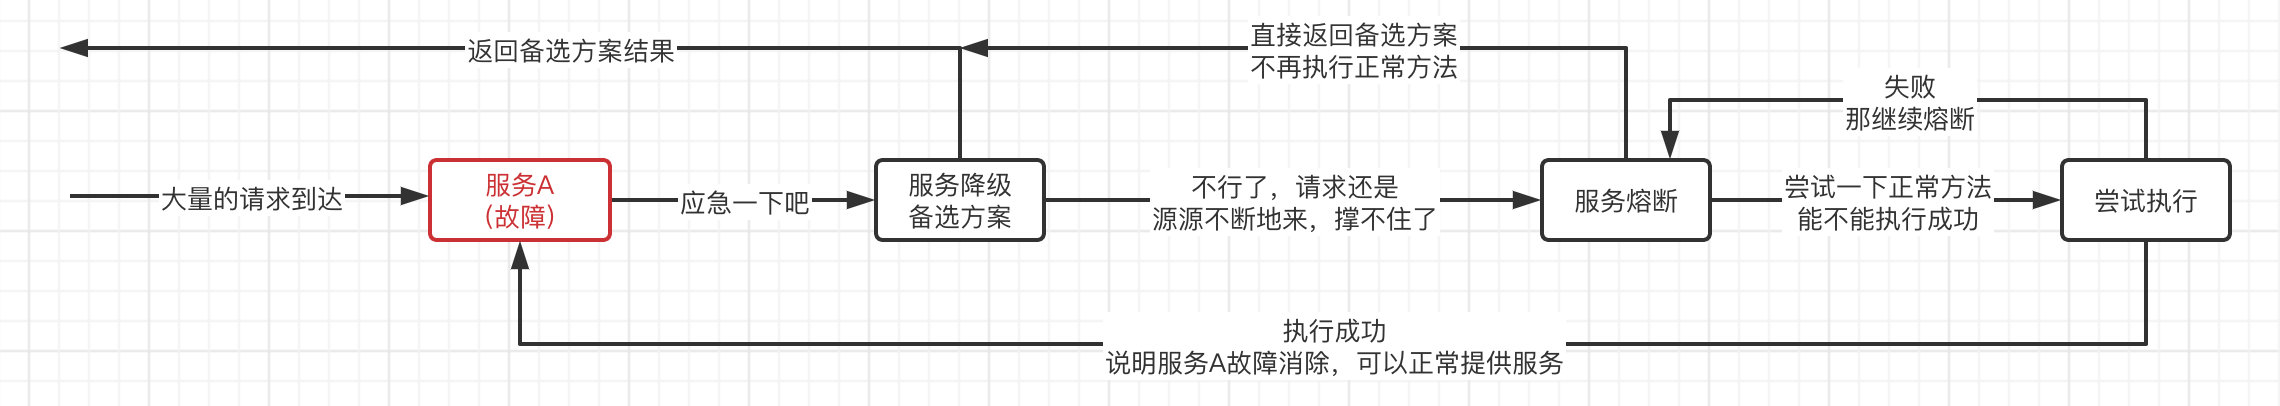 返回备选方案结果
直接返回备选方案
不再执行正常方法
失败
那继续熔断
大量的请求到达
服务A
(故障)
应急一下吧
服务降级
备选方案
不行了，请求还是
源源不断地来，撑不住了
服务熔断
尝试一下正常方法
能不能执行成功
尝试执行
执行成功
说明服务A故障消除，可以正常提供服务